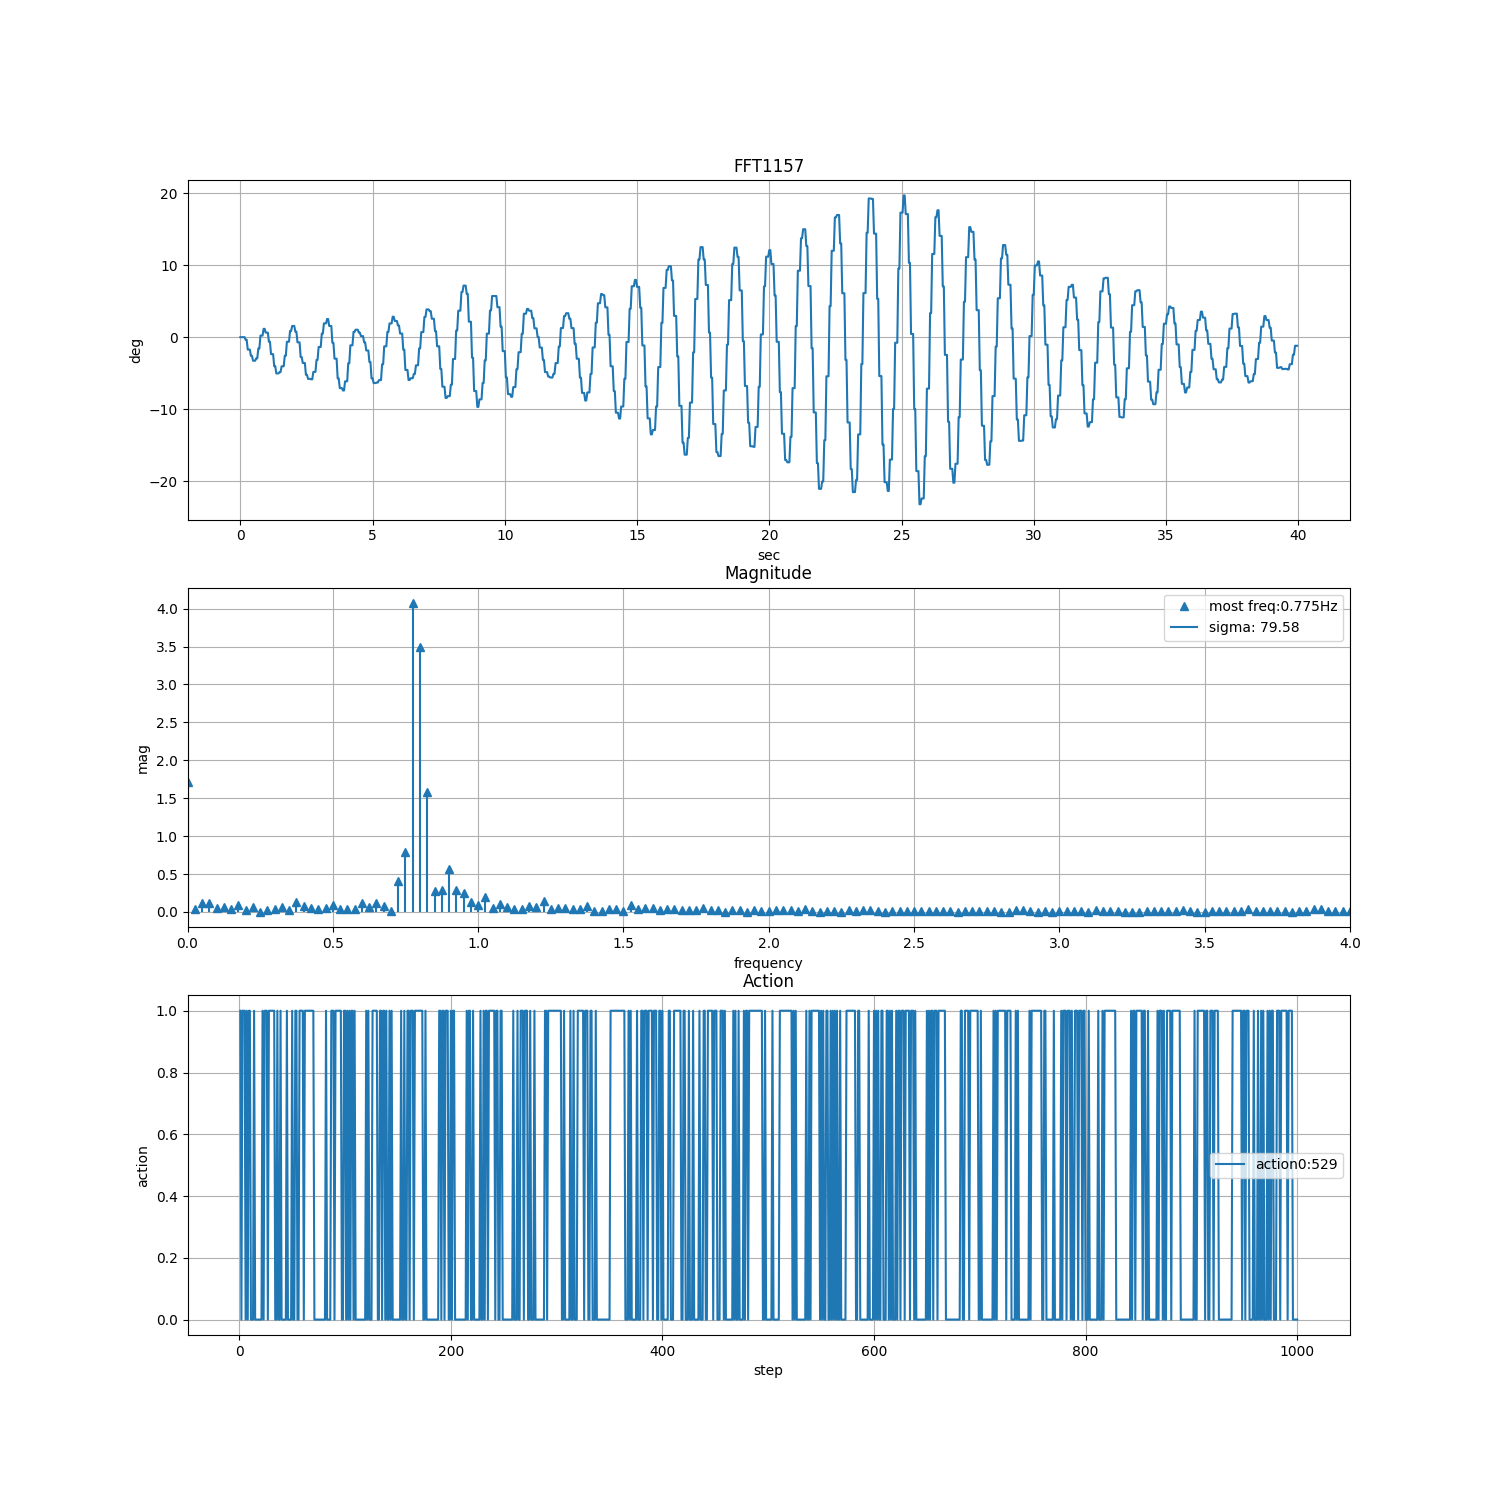 FFT1157
20
10
0
−10
−20
deg
0 5 10 15 20 25 30 35 40
sec
Magnitude
4.0
3.5
3.0
2.5
2.0
1.5
1.0
0.5
0.0
mag
most freq:0.775Hz
sigma: 79.58
0.0 0.5 1.0 1.5 2.0 2.5 3.0 3.5 4.0
frequency
Action
1.0
0.8
0.6
0.4
0.2
0.0
action
action0:529
0 200 400 600 800 1000
step